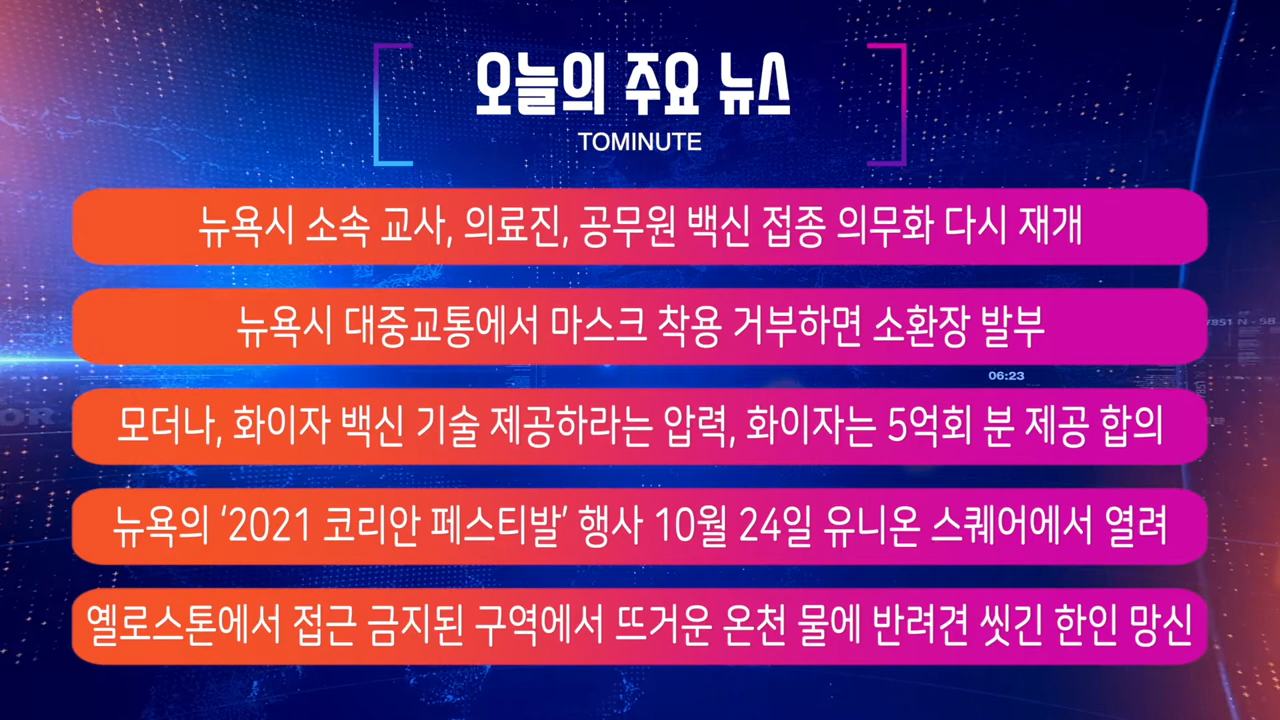 오늘의 주요 뉴스
TOMINUTE
뉴욕시 소속 교사, 의료진, 공무원 백신 접종 의무화 다시 재개
뉴욕시 대중교통에서 마스크 착용 거부하면 소환장 발부
06:23
모더나, 화이자 백신 기술 제공하라는 압력, 화이자는 5억회 분 제공 합의
뉴욕의 ‘2021 코리안 페스티발’ 행사 10월 24일 유니온 스퀘어에서 열려
옐로스톤에서 접근 금지된 구역에서 뜨거운 온천 물에 반려견 씻긴 한인 망신